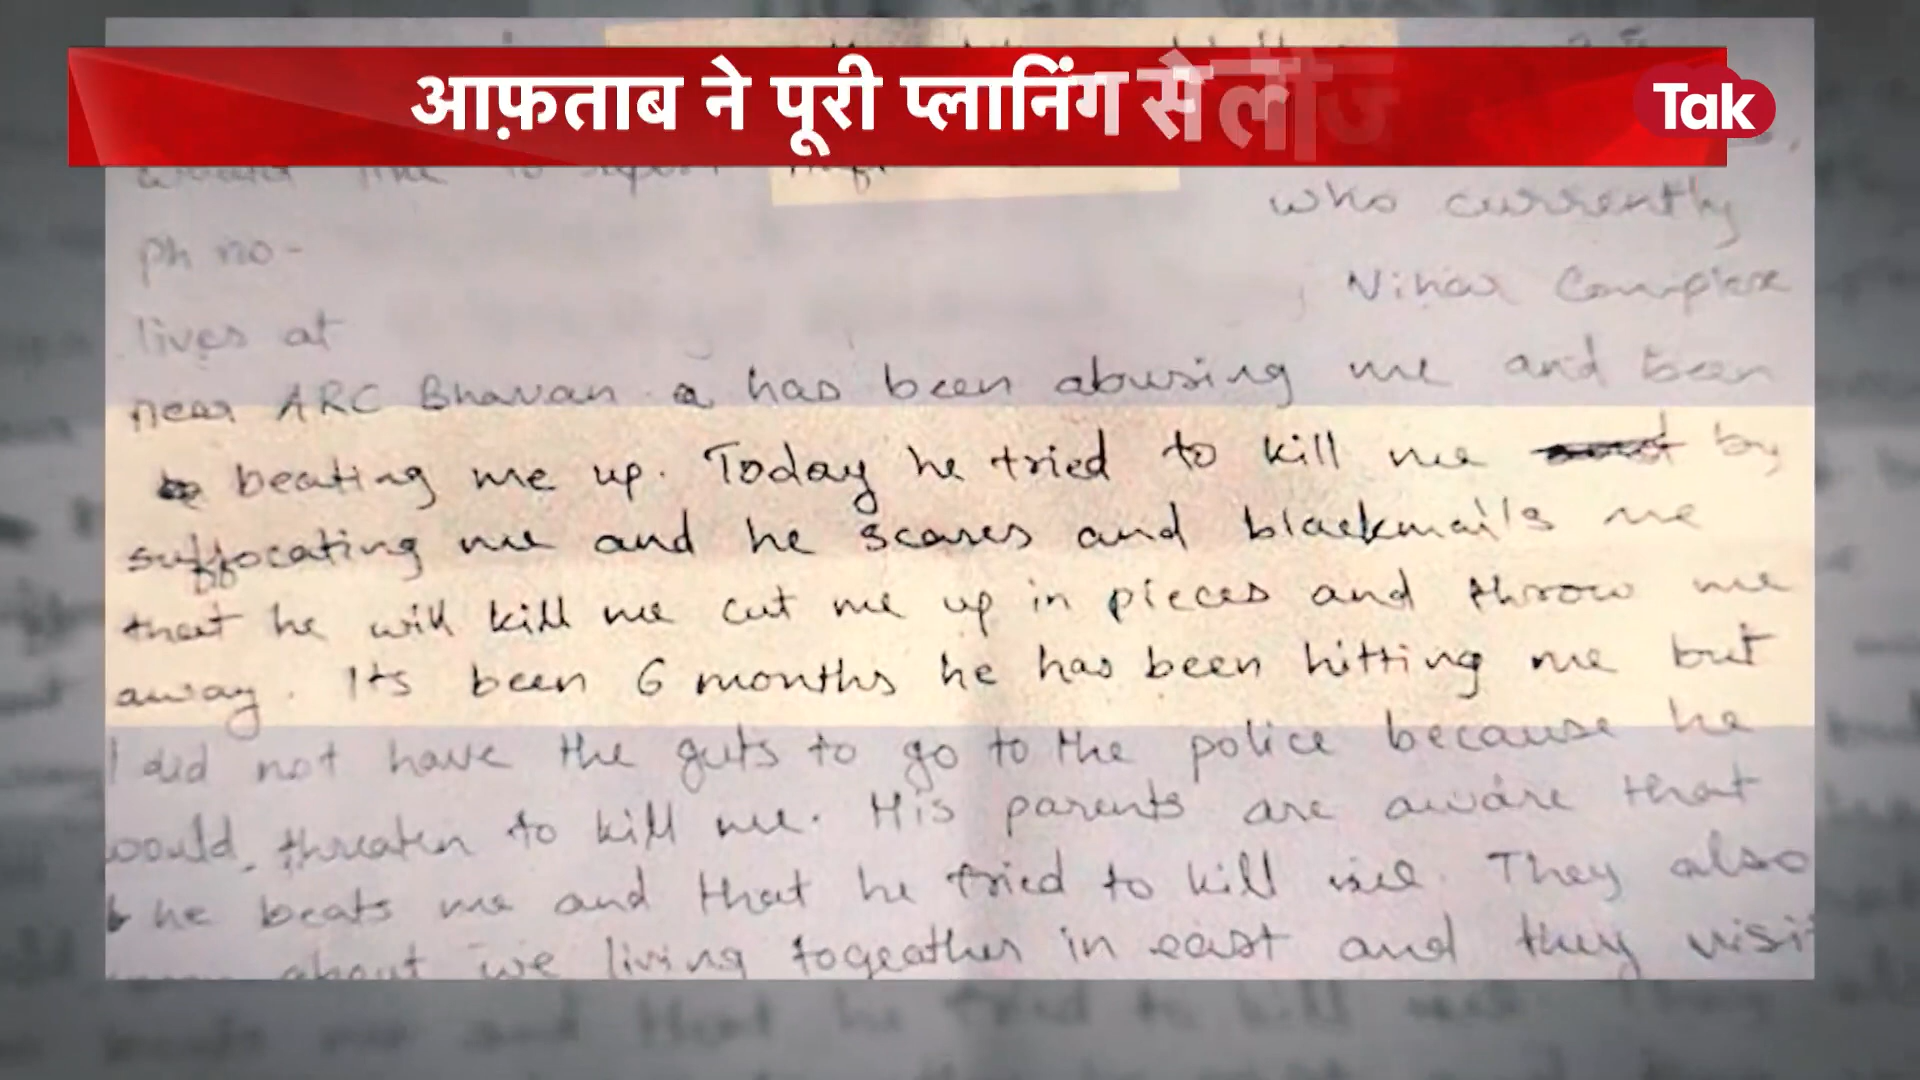 आफ़ताब ने पूरी प्लानिंग से
Tak
who currently
ph no-
Nihar Complex
lives at
near ARC Bhavan has been abusing me and been
beating me up. Today he tried to kill me by
suffocating me and he scares and blackmails me
that he will kill me cut me up in pieces and throw me
away. Its been 6 months he has been hitting me but
I did not have the guts to go to the police because he
would, threaten to kill me. His parents are aware that
he beats me and that he tried to kill me. They also
about we living togeather in east and they visi